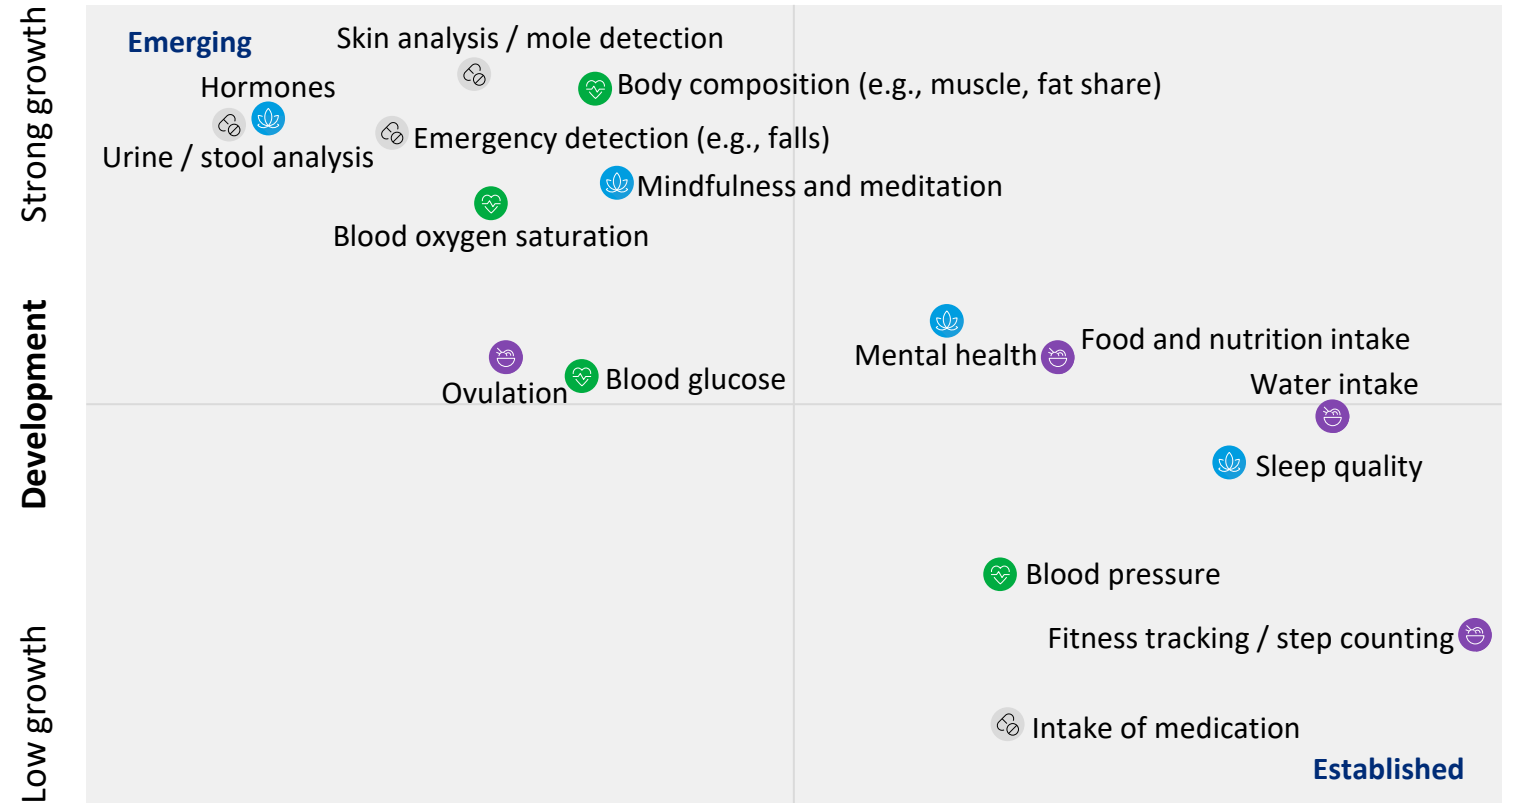 Strong growth
Development
Low growth
Emerging
Skin analysis / mole detection
Hormones
Body composition (e.g., muscle, fat share)
Emergency detection (e.g., falls)
Urine / stool analysis
Mindfulness and meditation
Blood oxygen saturation
Food and nutrition intake
Mental health
Blood glucose
Ovulation
Water intake
Sleep quality
Blood pressure
Fitness tracking / step counting
Intake of medication
Established